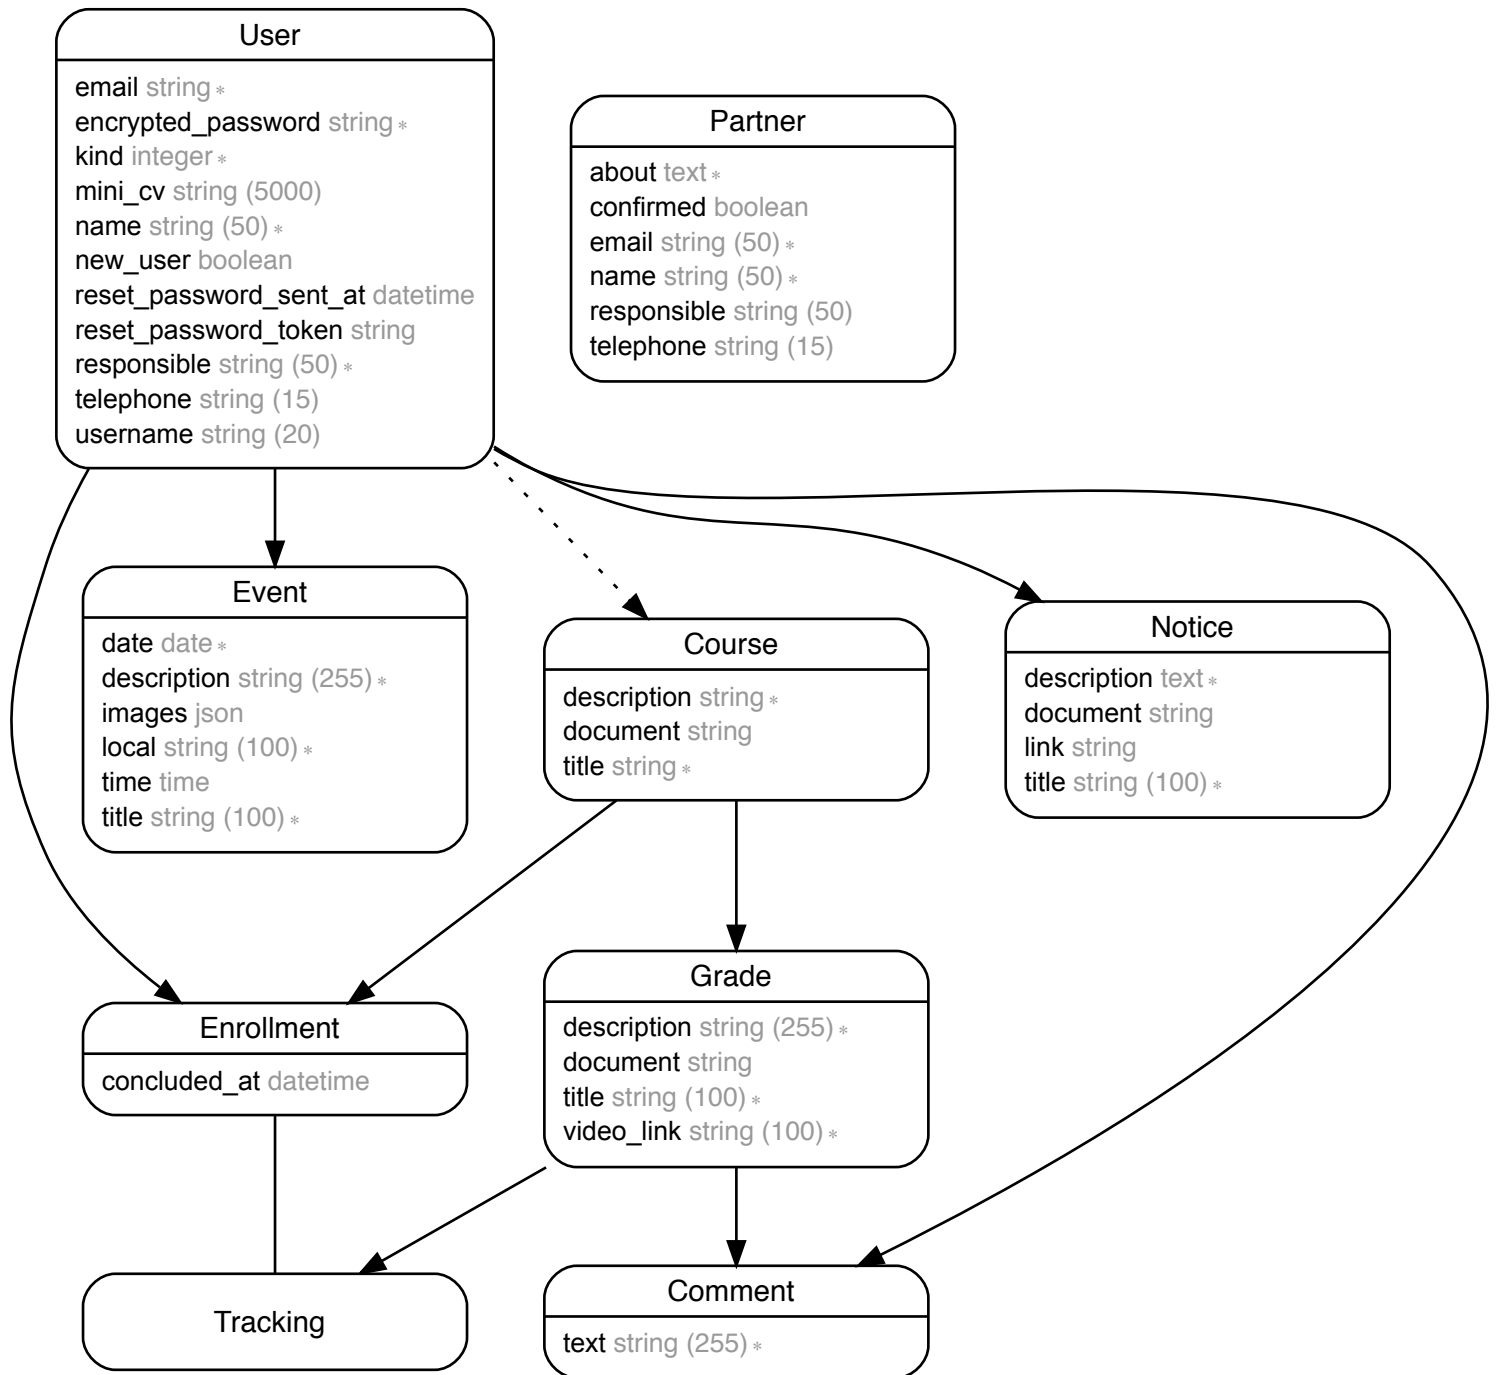 User
email string *
encrypted_password string *
kind integer *
mini_cv string (5000)
name string (50) *
new_user boolean
reset_password_sent_at datetime
reset_password_token string
responsible string (50) *
telephone string (15)
username string (20)
Partner
about text *
confirmed boolean
email string (50) *
name string (50) *
responsible string (50)
telephone string (15)
Event
date date *
description string (255) *
images json
local string (100) *
time time
title string (100) *
Course
description string *
document string
title string *
Notice
description text *
document string
link string
title string (100) *
Enrollment
concluded_at datetime
Grade
description string (255) *
document string
title string (100) *
video_link string (100) *
Tracking
Comment
text string (255) *